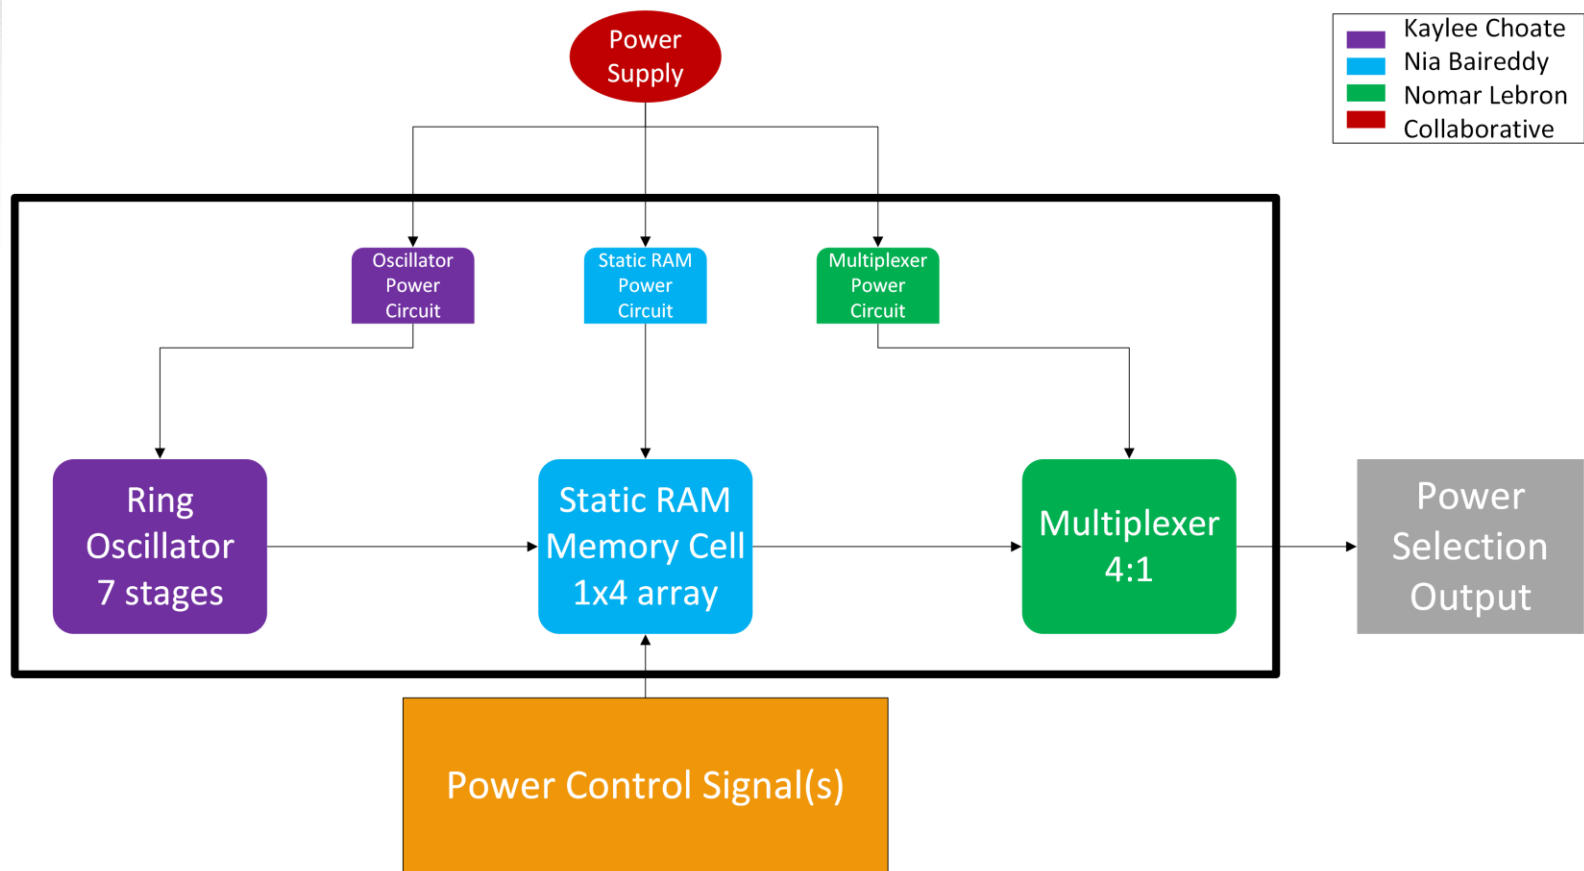 Power
Supply
Kaylee Choate
Nia Baireddy
Nomar Lebron
Collaborative
Oscillator
Power
Circuit
Static RAM
Power
Circuit
Multiplexer
Power
Circuit
Ring
Oscillator
7 stages
Static RAM
Memory Cell
1x4 array
Multiplexer
4:1
Power
Selection
Output
Power Control Signal(s)